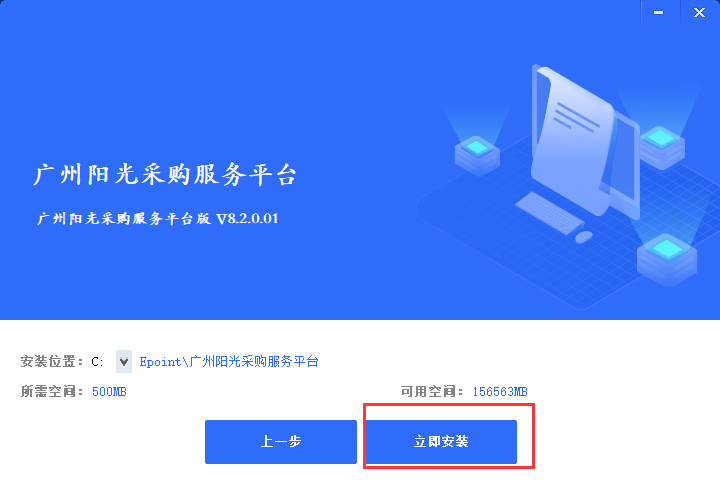 广州阳光采购服务平台
广州阳光采购服务平台版 V8.2.0.01
安装位置： C: Epoint\广州阳光采购服务平台
所需空间： 500MB 可用空间： 156563MB
上一步 立即安装